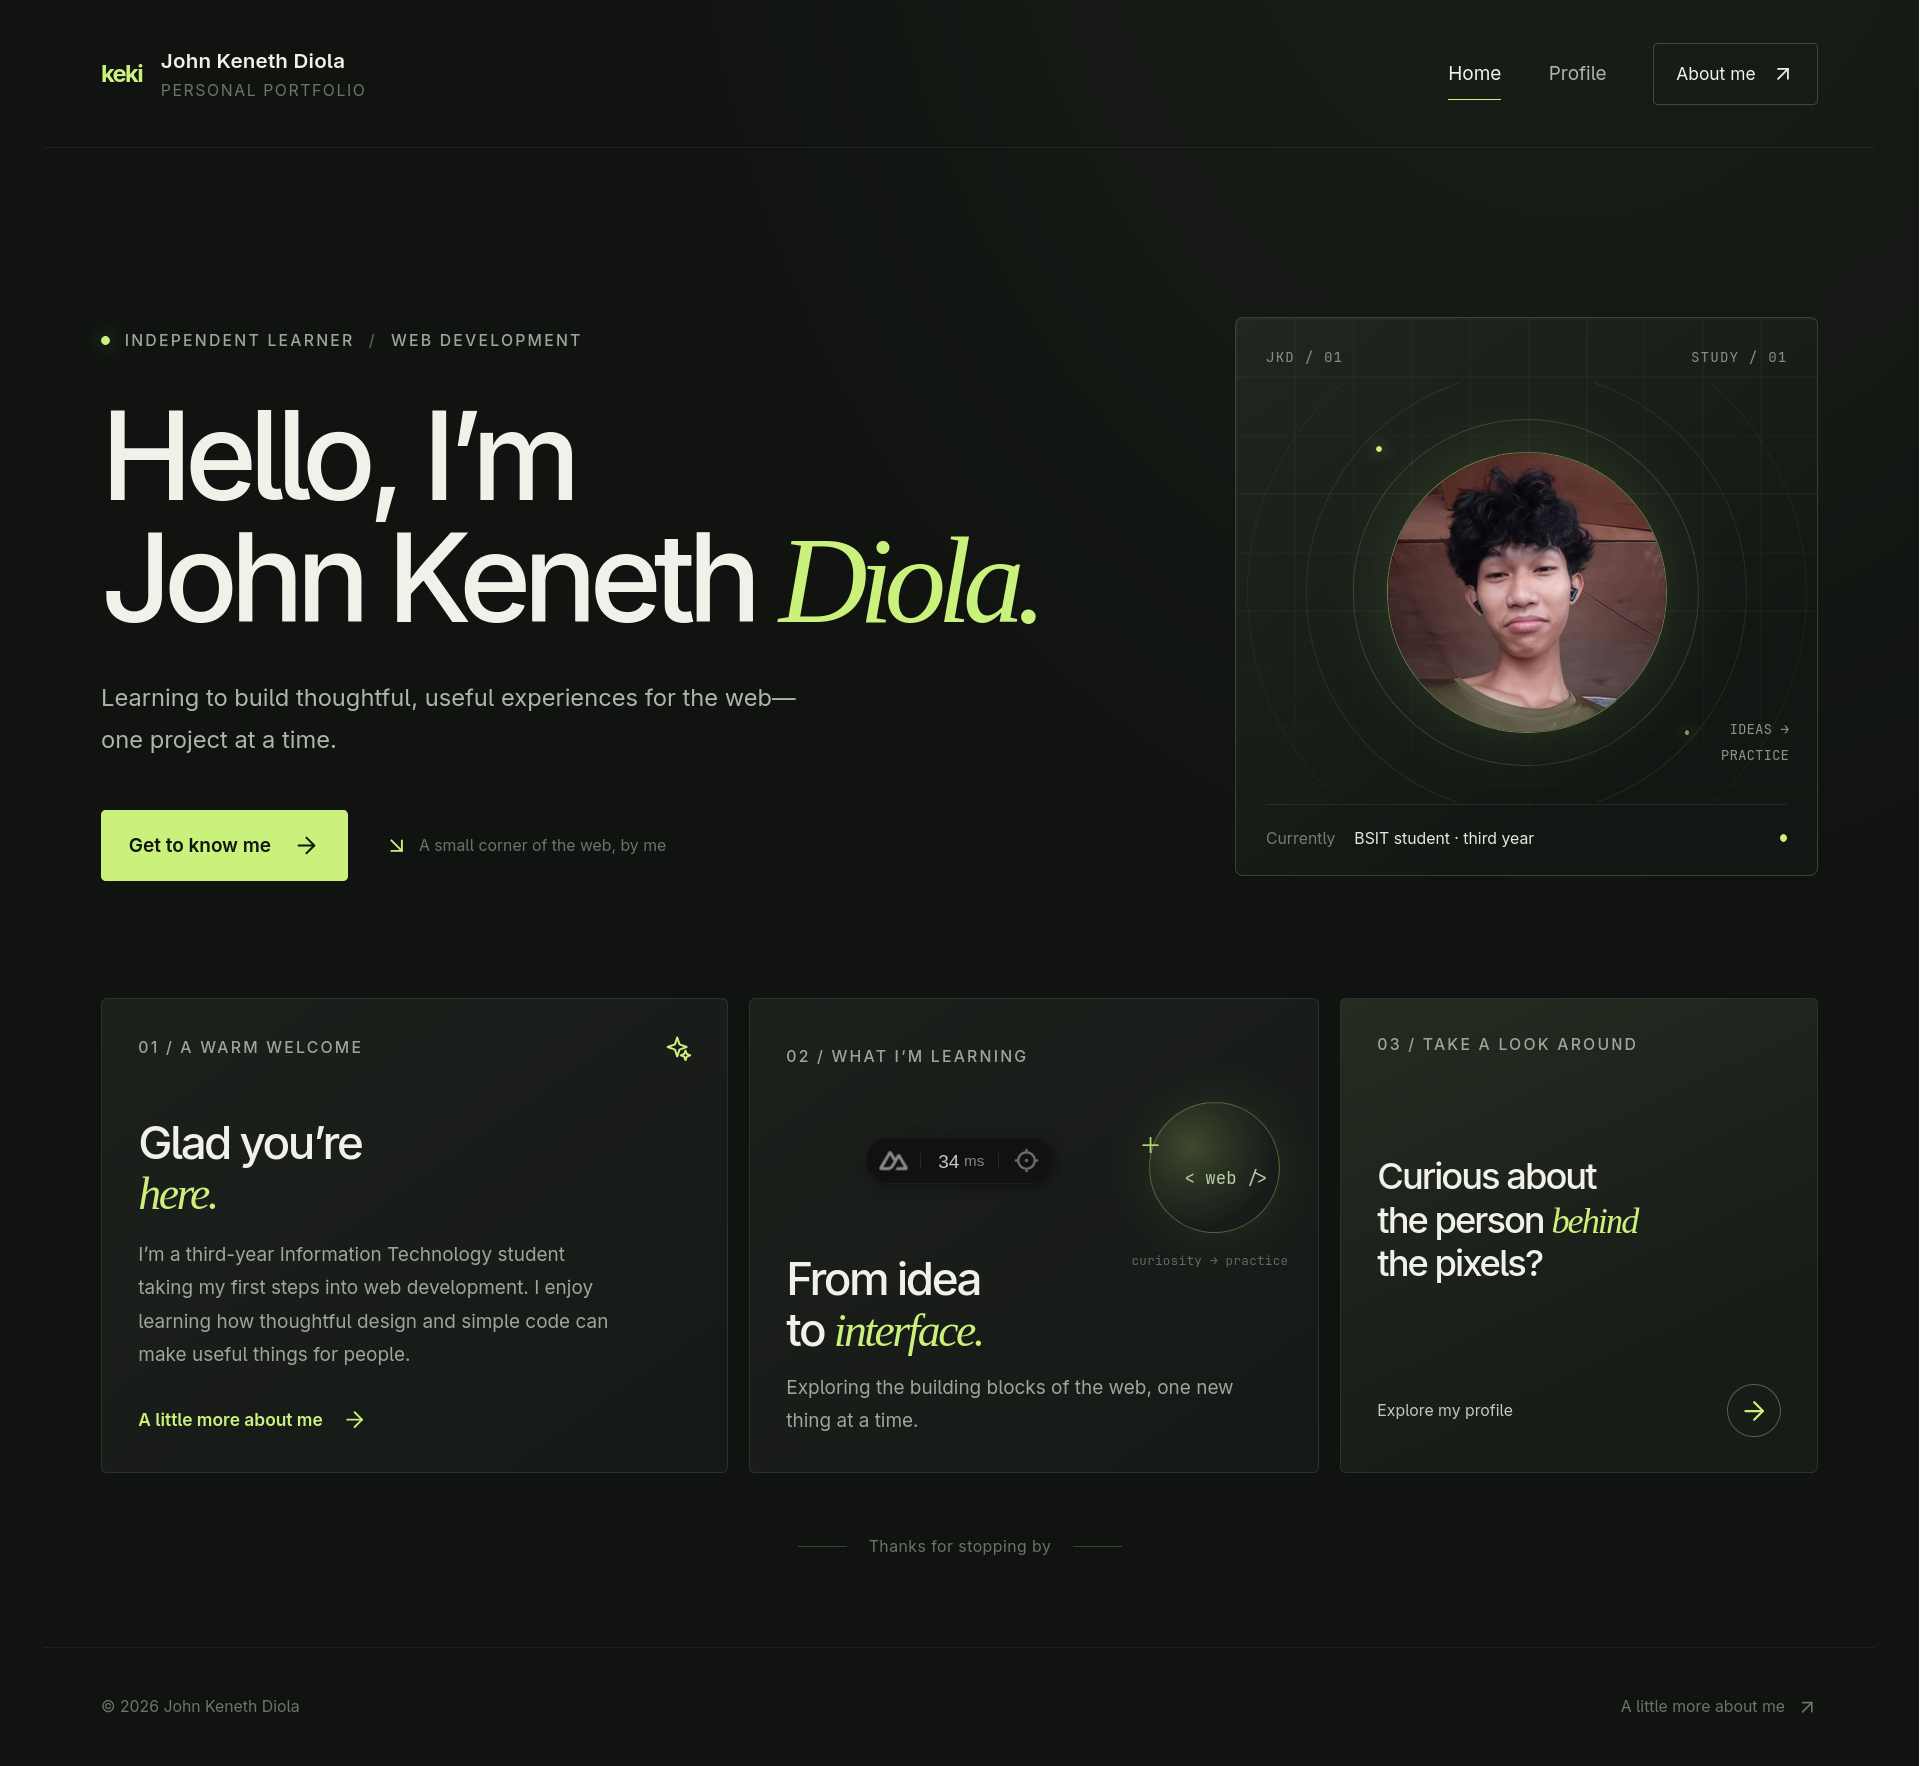 keki
John Keneth Diola
PERSONAL PORTFOLIO
Home
Profile
About me
INDEPENDENT LEARNER / WEB DEVELOPMENT
Hello, I’m
John Keneth Diola.
Learning to build thoughtful, useful experiences for the web—
one project at a time.
Get to know me
A small corner of the web, by me
JKD / 01
STUDY / 01
IDEAS →
PRACTICE
Currently BSIT student · third year
01 / A WARM WELCOME
Glad you’re
here.
I’m a third-year Information Technology student
taking my first steps into web development. I enjoy
learning how thoughtful design and simple code can
make useful things for people.
A little more about me
02 / WHAT I’M LEARNING
34 ms
< web />
curiosity → practice
From idea
to interface.
Exploring the building blocks of the web, one new
thing at a time.
03 / TAKE A LOOK AROUND
Curious about
the person behind
the pixels?
Explore my profile
Thanks for stopping by
© 2026 John Keneth Diola
A little more about me